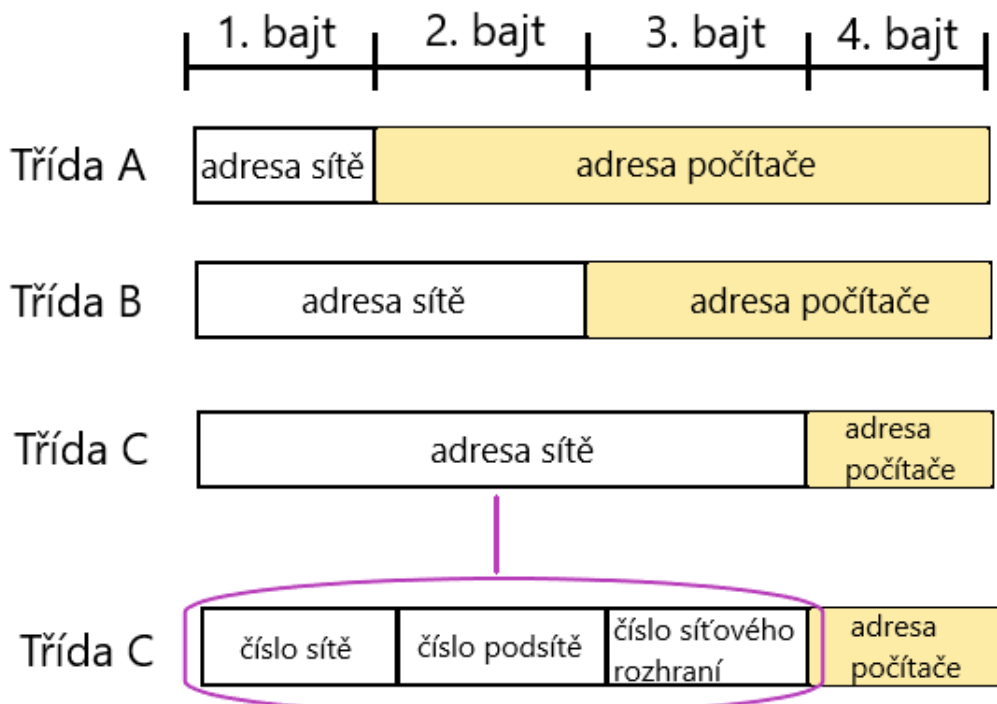 1. bajt 2. bajt 3. bajt 4. bajt
Třída A adresa sítě adresa počítače
Třída B adresa sítě adresa počítače
Třída C adresa sítě adresa
počítače
Třída C číslo sítě číslo podsítě číslo síťového
rozhraní adresa
počítače